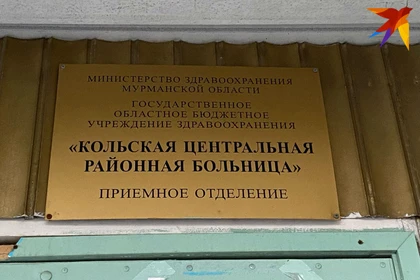 МИНИСТЕРСТВО ЗДРАВООХРАНЕНИЯ
МУРМАНСКОЙ ОБЛАСТИ
ГОСУДАРСТВЕННОЕ
ОБЛАСТНОЕ БЮДЖЕТНОЕ
УЧРЕЖДЕНИЕ ЗДРАВООХРАНЕНИЯ
«КОЛЬСКАЯ ЦЕНТРАЛЬНАЯ
РАЙОННАЯ БОЛЬНИЦА»
ПРИЕМНОЕ ОТДЕЛЕНИЕ